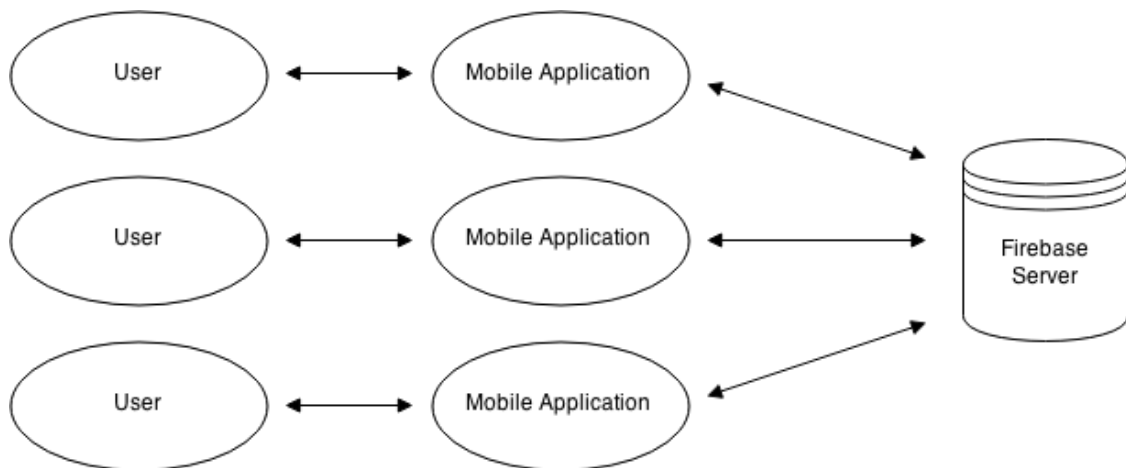 User
Mobile Application
User
Mobile Application
Firebase
Server
User
Mobile Application